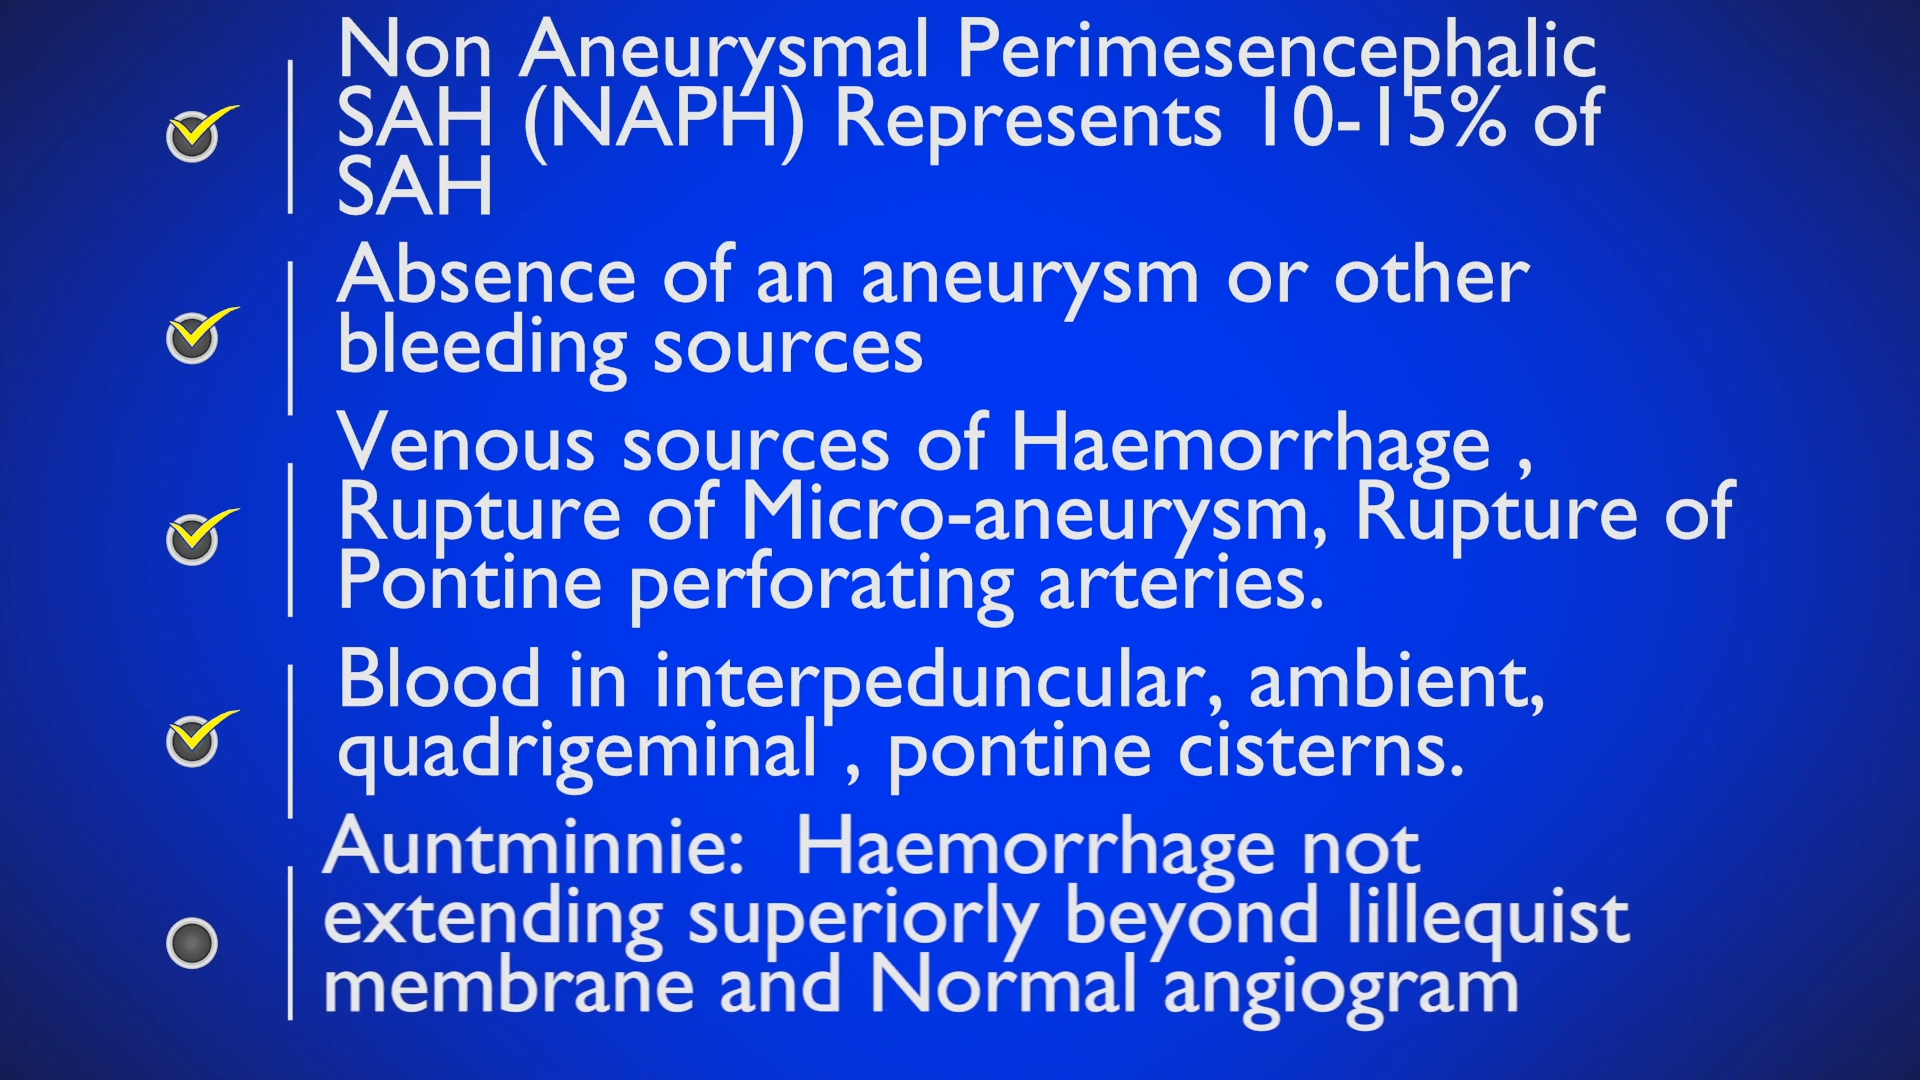 Non Aneurysmal Perimesencephalic
SAH (NAPH) Represents 10-15% of
SAH
Absence of an aneurysm or other
bleeding sources
Venous sources of Haemorrhage ,
Rupture of Micro-aneurysm, Rupture of
Pontine perforating arteries.
Blood in interpeduncular, ambient,
quadrigeminal , pontine cisterns.
Auntminnie:  Haemorrhage not
extending superiorly beyond lillequist
membrane and Normal angiogram